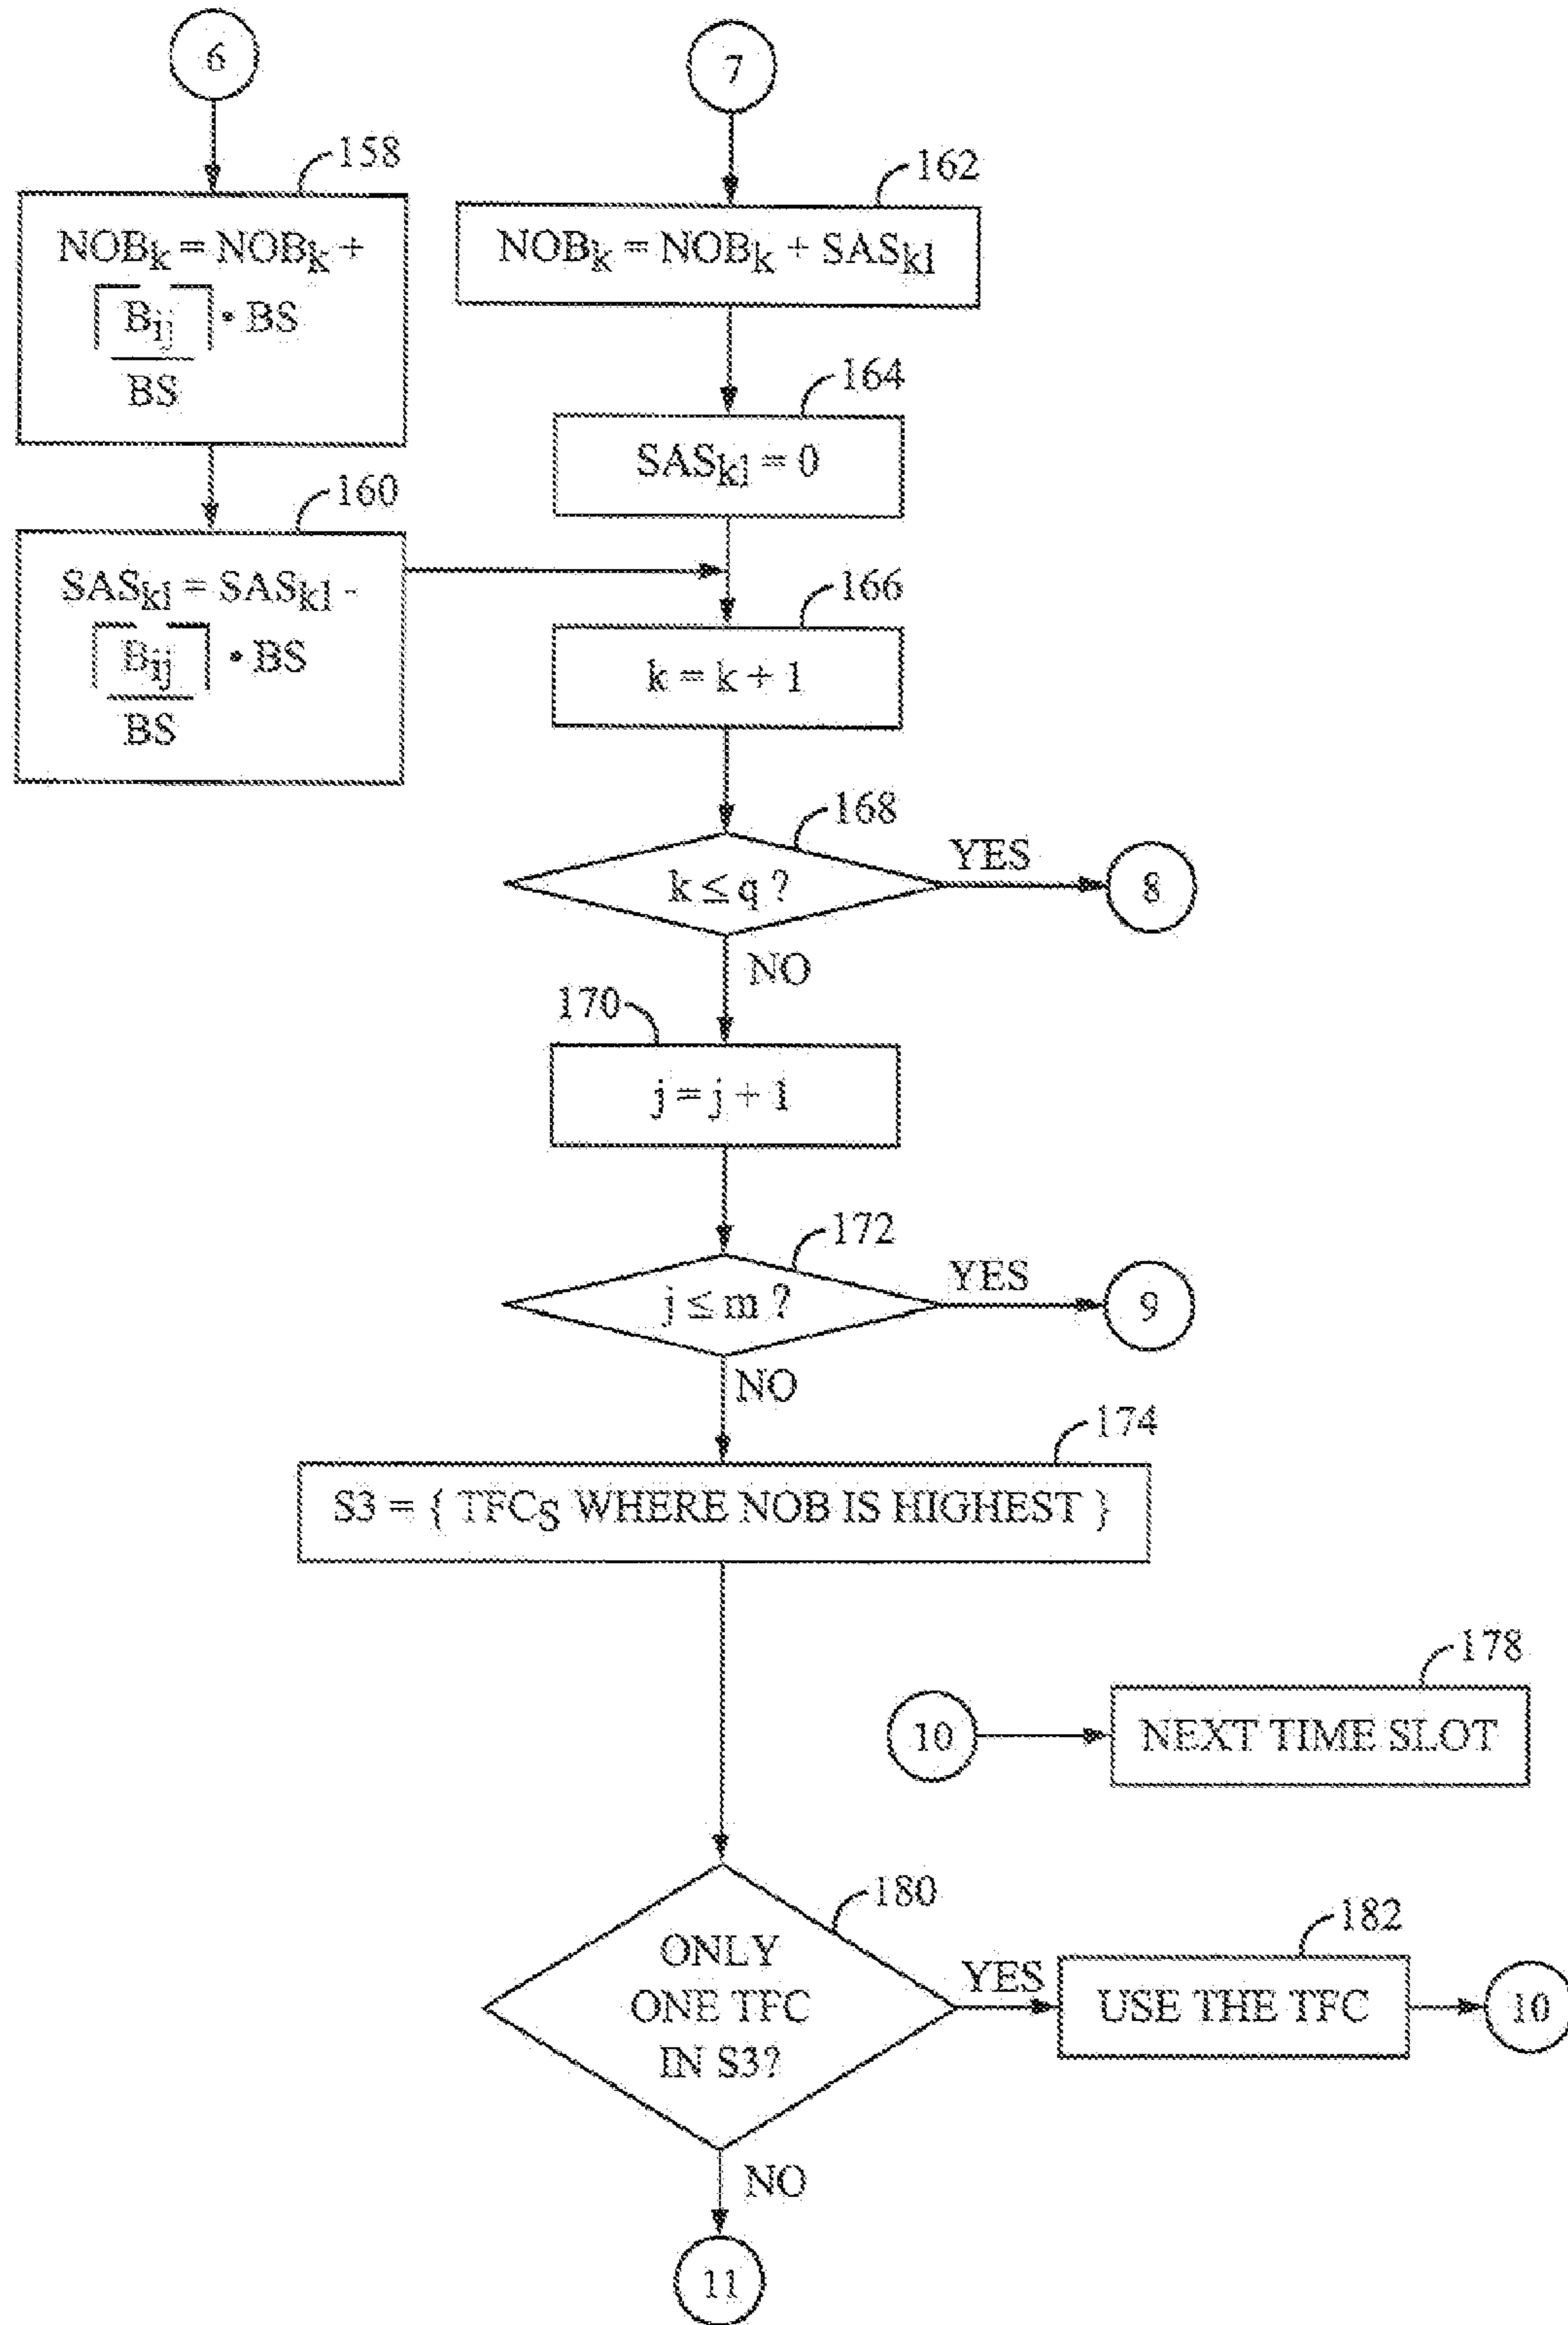 6
7
158
162
NOBk = NOBk +
⌈Bij⌉ • BS
BS
NOBk = NOBk + SASkl
164
SASkl = 0
160
SASkl = SASkl -
⌈Bij⌉ • BS
BS
166
k = k + 1
168
k ≤ q ?
YES
8
NO
170
j = j + 1
172
j ≤ m ?
YES
9
NO
174
S3 = { TFCS WHERE NOB IS HIGHEST }
178
10
NEXT TIME SLOT
180
ONLY
ONE TFC
IN S3?
YES
182
USE THE TFC
10
NO
11